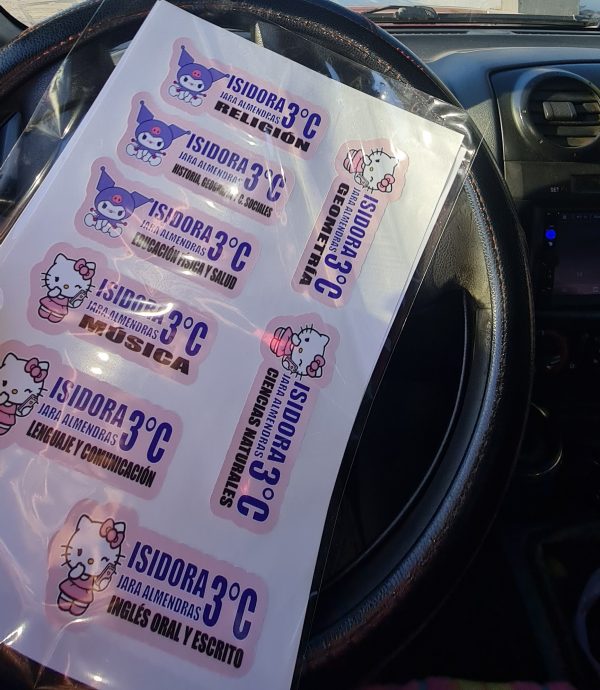 ISIDORA 3°C
JARA ALMENDRAS
RELIGIÓN
ISIDORA 3°C
JARA ALMENDRAS
HISTORIA, GEOGRAFÍA Y C. SOCIALES
ISIDORA 3°C
JARA ALMENDRAS
EDUCACIÓN FÍSICA Y SALUD
ISIDORA 3°C
JARA ALMENDRAS
MÚSICA
ISIDORA 3°C
JARA ALMENDRAS
LENGUAJE Y COMUNICACIÓN
ISIDORA 3°C
JARA ALMENDRAS
INGLÉS ORAL Y ESCRITO
ISIDORA 3°C
JARA ALMENDRAS
GEOMETRÍA
ISIDORA 3°C
JARA ALMENDRAS
CIENCIAS NATURALES
SET